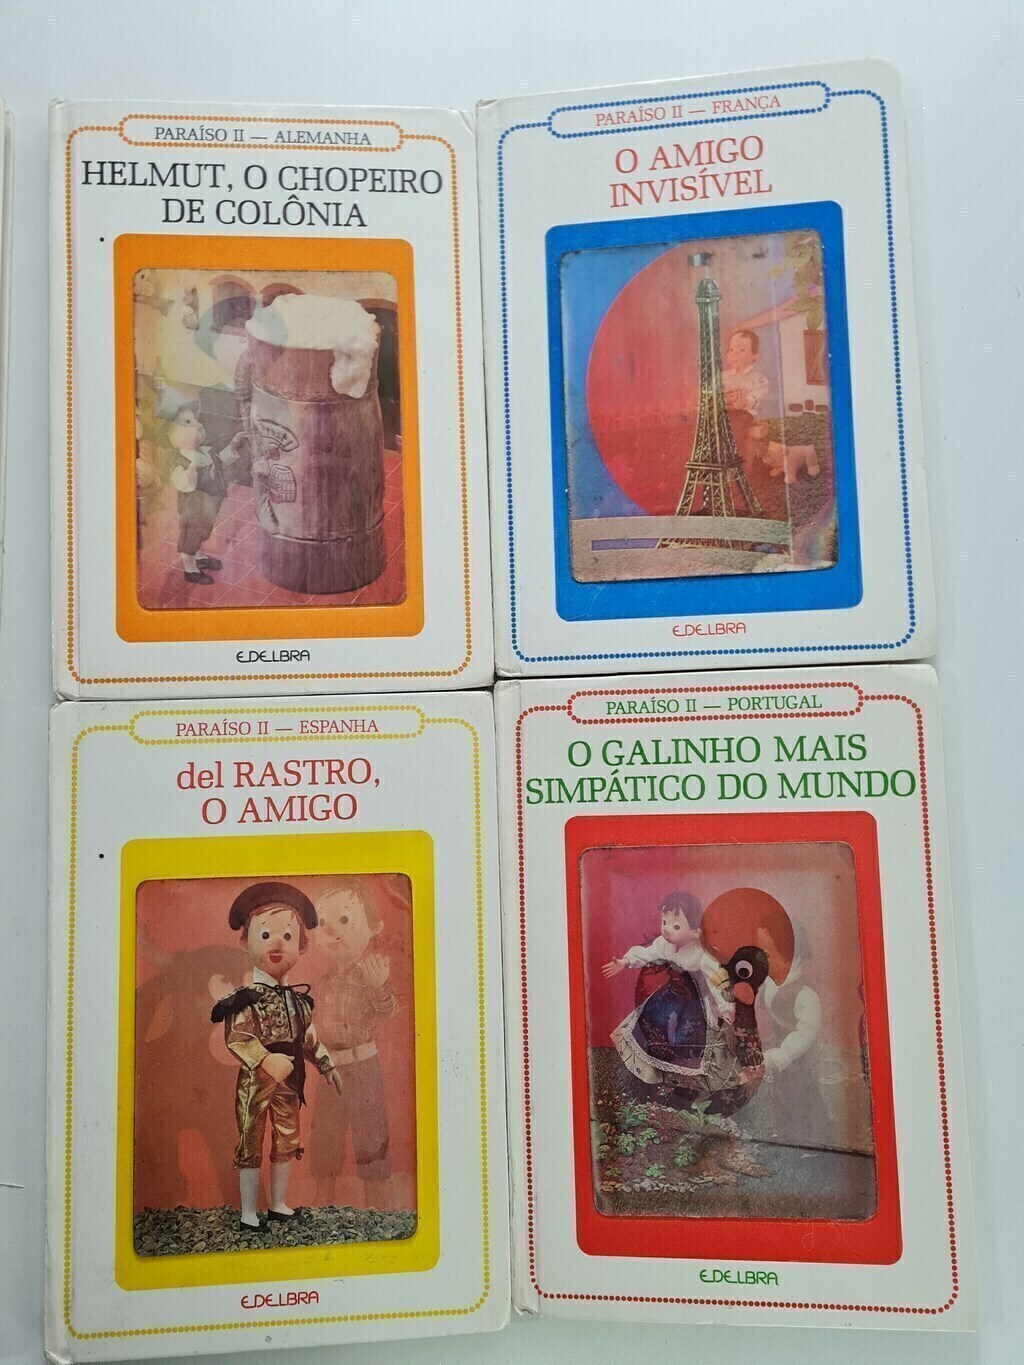 PARAÍSO II — ALEMANHA
HELMUT, O CHOPEIRO
DE COLÔNIA
EDELBRA
PARAÍSO II — FRANÇA
O AMIGO
INVISÍVEL
EDELBRA
PARAÍSO II — ESPANHA
del RASTRO,
O AMIGO
EDELBRA
PARAÍSO II — PORTUGAL
O GALINHO MAIS
SIMPÁTICO DO MUNDO
EDELBRA